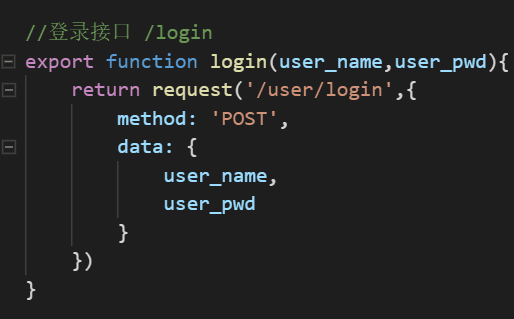 //登录接口 /login
export function login(user_name,user_pwd){
    return request('/user/login',{
        method: 'POST',
        data: {
            user_name,
            user_pwd
        }
    })
}